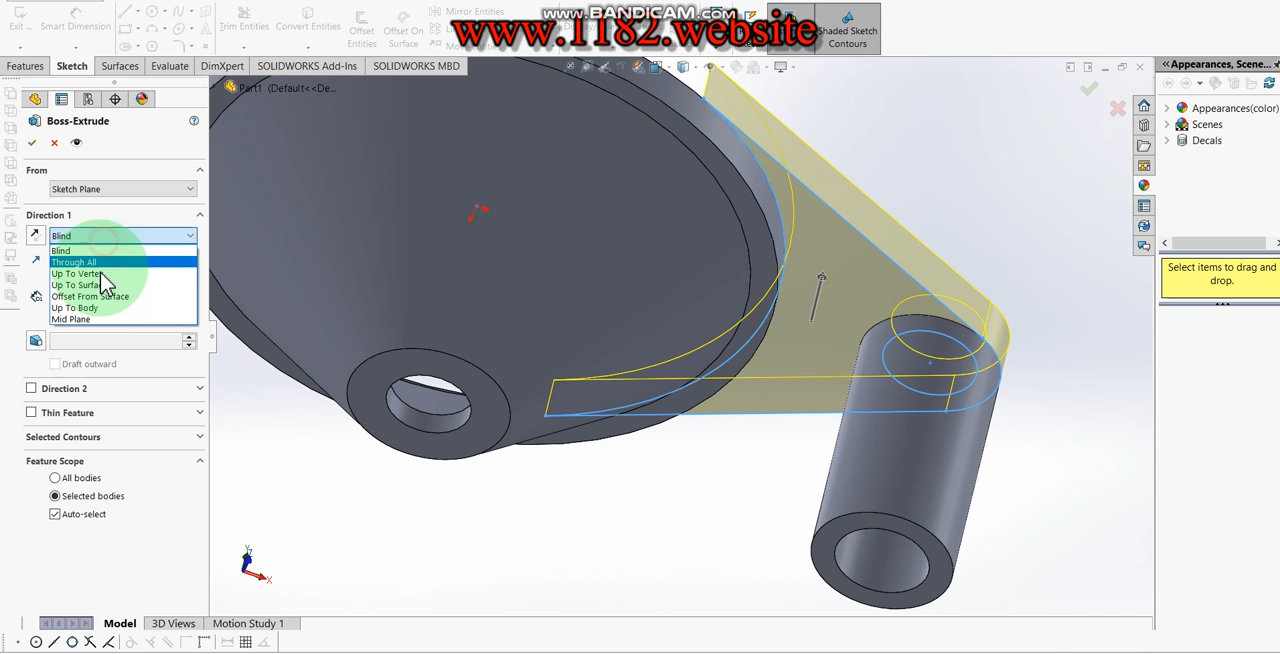 www.BANDICAM.com
www.1182.website
Exit ...
Smart Dimension
Trim Entities
Convert Entities
Offset Entities
Offset On Surface
Mirror Entities
Shaded Sketch Contours
Features
Sketch
Surfaces
Evaluate
DimXpert
SOLIDWORKS Add-Ins
SOLIDWORKS MBD
Part1 (Default<<De...
Boss-Extrude
From
Sketch Plane
Direction 1
Blind
Blind
Through All
Up To Vertex
Up To Surface
Offset From Surface
Up To Body
Mid Plane
Draft outward
Direction 2
Thin Feature
Selected Contours
Feature Scope
All bodies
Selected bodies
Auto-select
Y
Z
X
Appearances, Scene...
Appearances(color)
Scenes
Decals
Select items to drag and
drop.
Model
3D Views
Motion Study 1